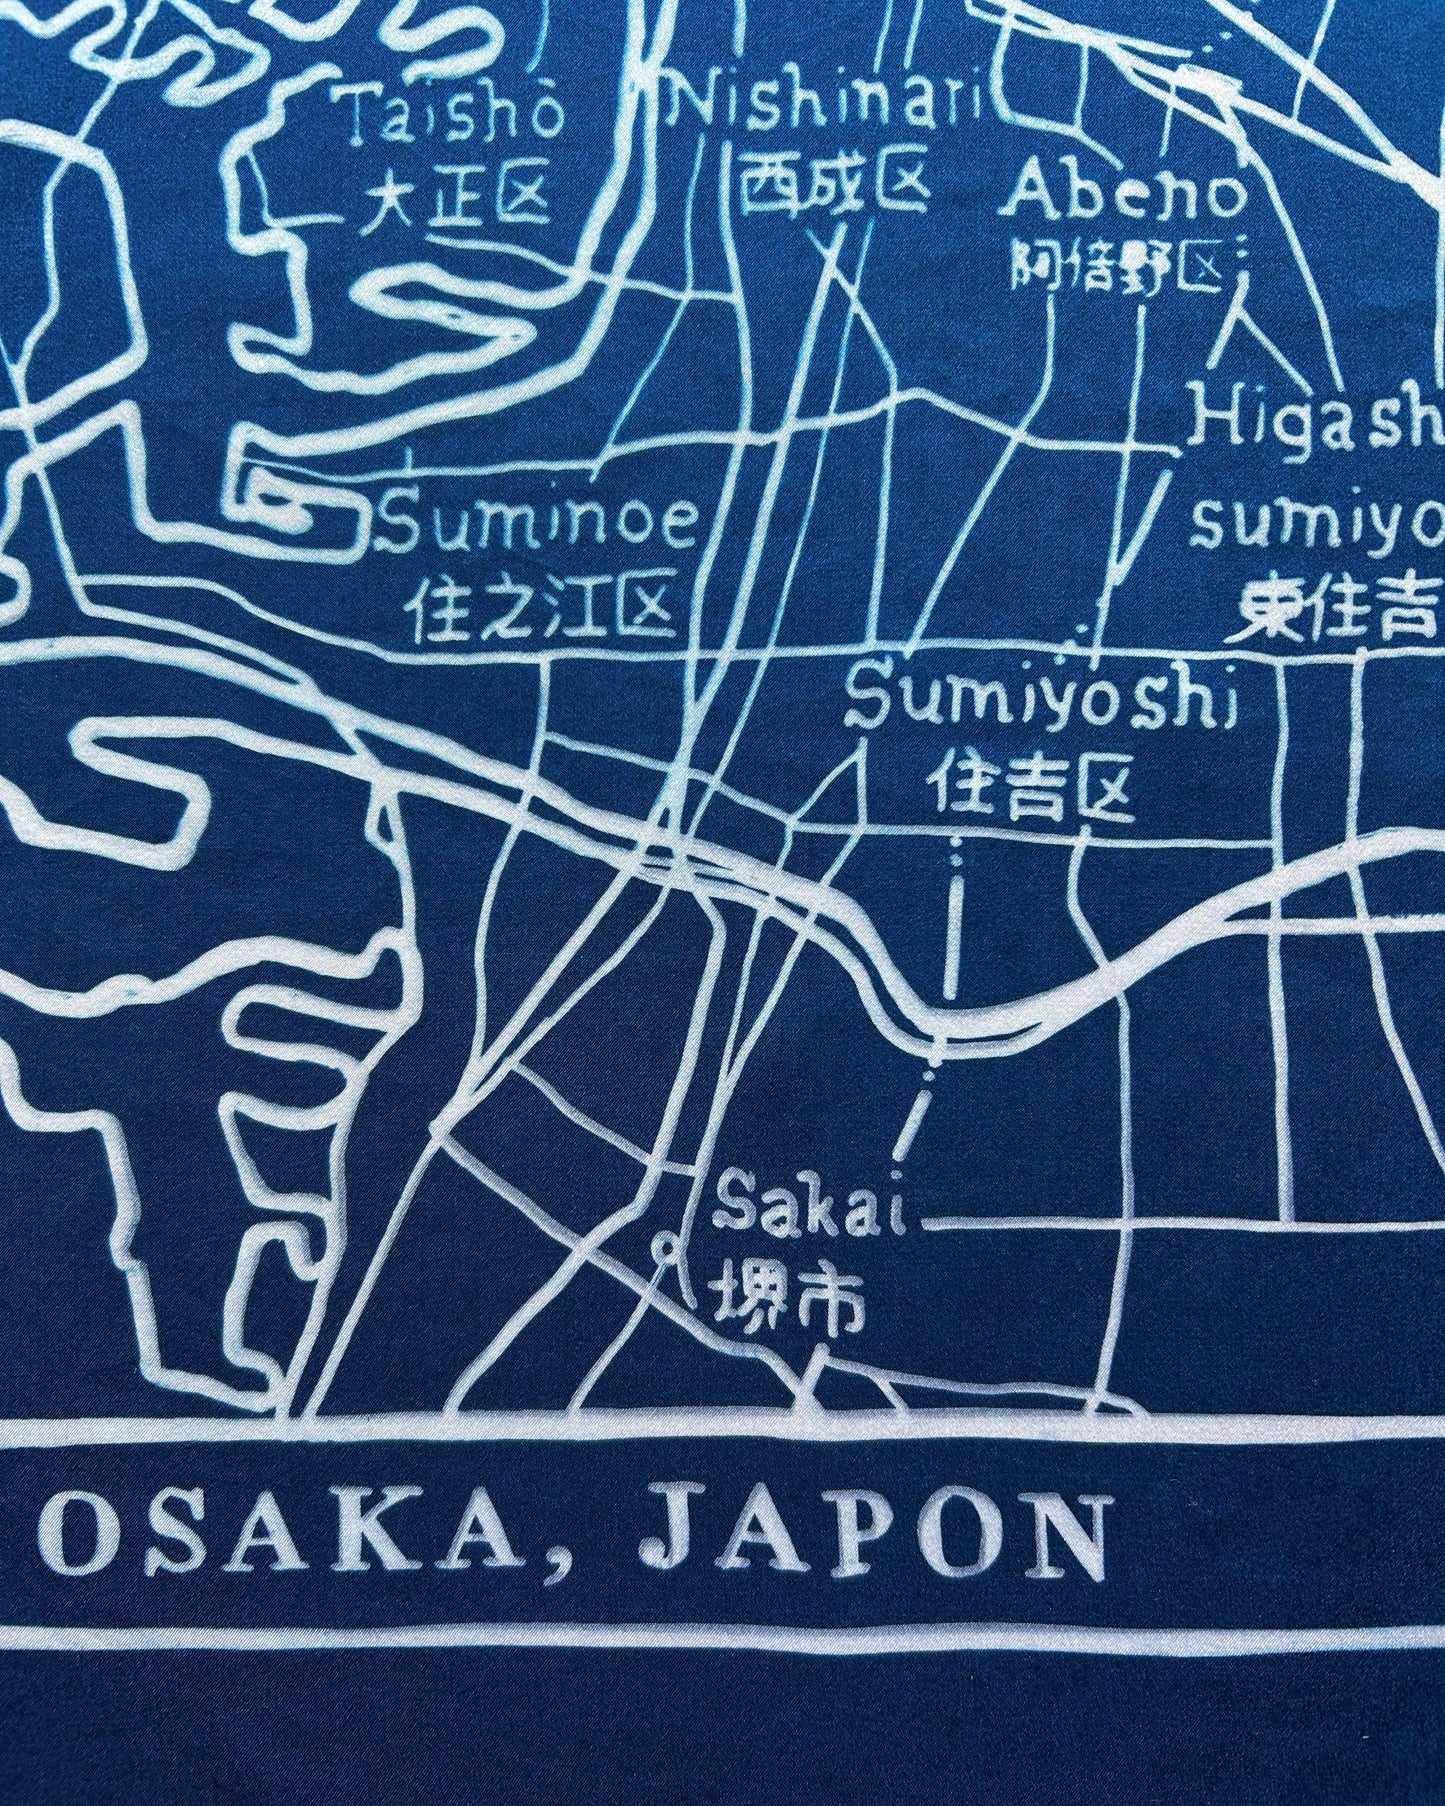 Taishò
大正区
Nishinari
西成区
Abeno
阿倍野区
Higash
sumiyo
東住吉
Suminoe
住之江区
Sumiyoshi
住吉区
Sakai
堺市
OSAKA, JAPON